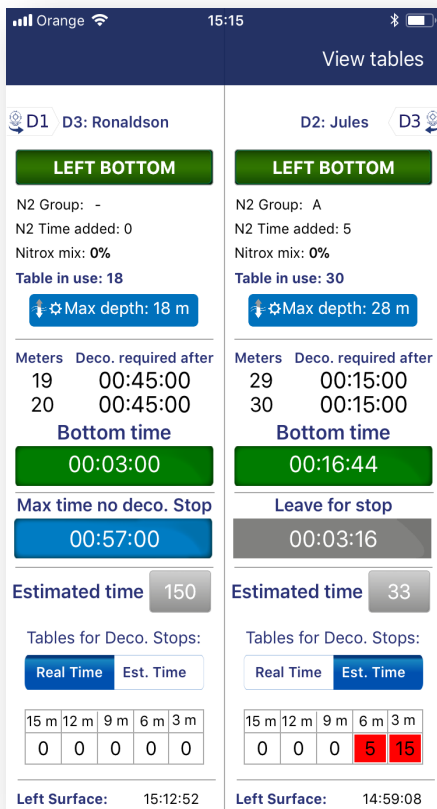 Orange 15:15
View tables
D1 D3: Ronaldson
LEFT BOTTOM
N2 Group: -
N2 Time added: 0
Nitrox mix: 0%
Table in use: 18
Max depth: 18 m
Meters Deco. required after
19 00:45:00
20 00:45:00
Bottom time
00:03:00
Max time no deco. Stop
00:57:00
Estimated time 150
Tables for Deco. Stops:
Real Time Est. Time
15 m 12 m 9 m 6 m 3 m
0 0 0 0 0
Left Surface: 15:12:52
D2: Jules D3
LEFT BOTTOM
N2 Group: A
N2 Time added: 5
Nitrox mix: 0%
Table in use: 30
Max depth: 28 m
Meters Deco. required after
29 00:15:00
30 00:15:00
Bottom time
00:16:44
Leave for stop
00:03:16
Estimated time 33
Tables for Deco. Stops:
Real Time Est. Time
15 m 12 m 9 m 6 m 3 m
0 0 0 5 15
Left Surface: 14:59:08